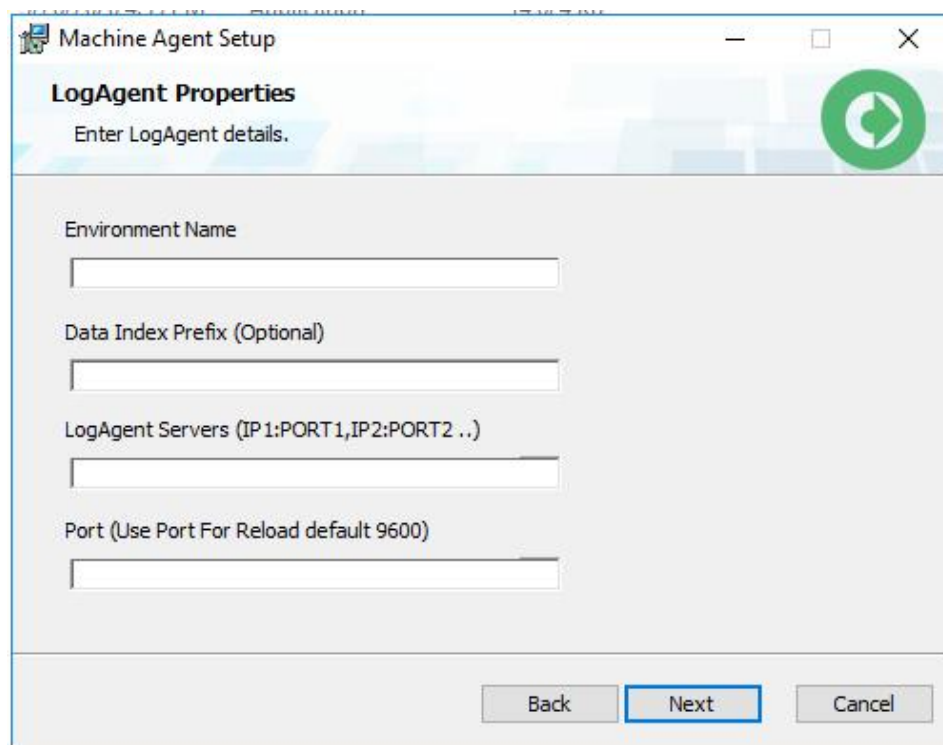 Machine Agent Setup
LogAgent Properties
Enter LogAgent details.
Environment Name
Data Index Prefix (Optional)
LogAgent Servers (IP1:PORT1,IP2:PORT2 ..)
Port (Use Port For Reload default 9600)
Back Next Cancel